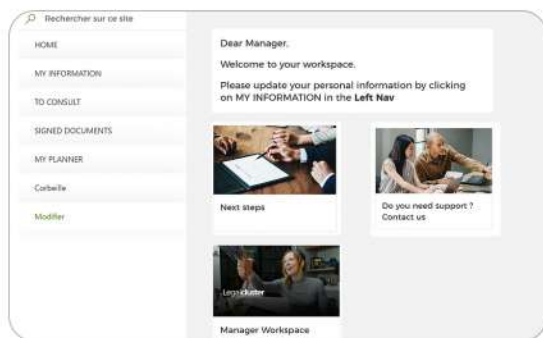 Rechercher sur ce site
HOME
MY INFORMATION
TO CONSULT
SIGNED DOCUMENTS
MY PLANNER
Corbeille
Modifier
Dear Manager.
Welcome to your workspace.
Please update your personal information by clicking
on MY INFORMATION in the Left Nav
Next steps
Do you need support ?
Contact us
Legalcluster
Manager Workspace